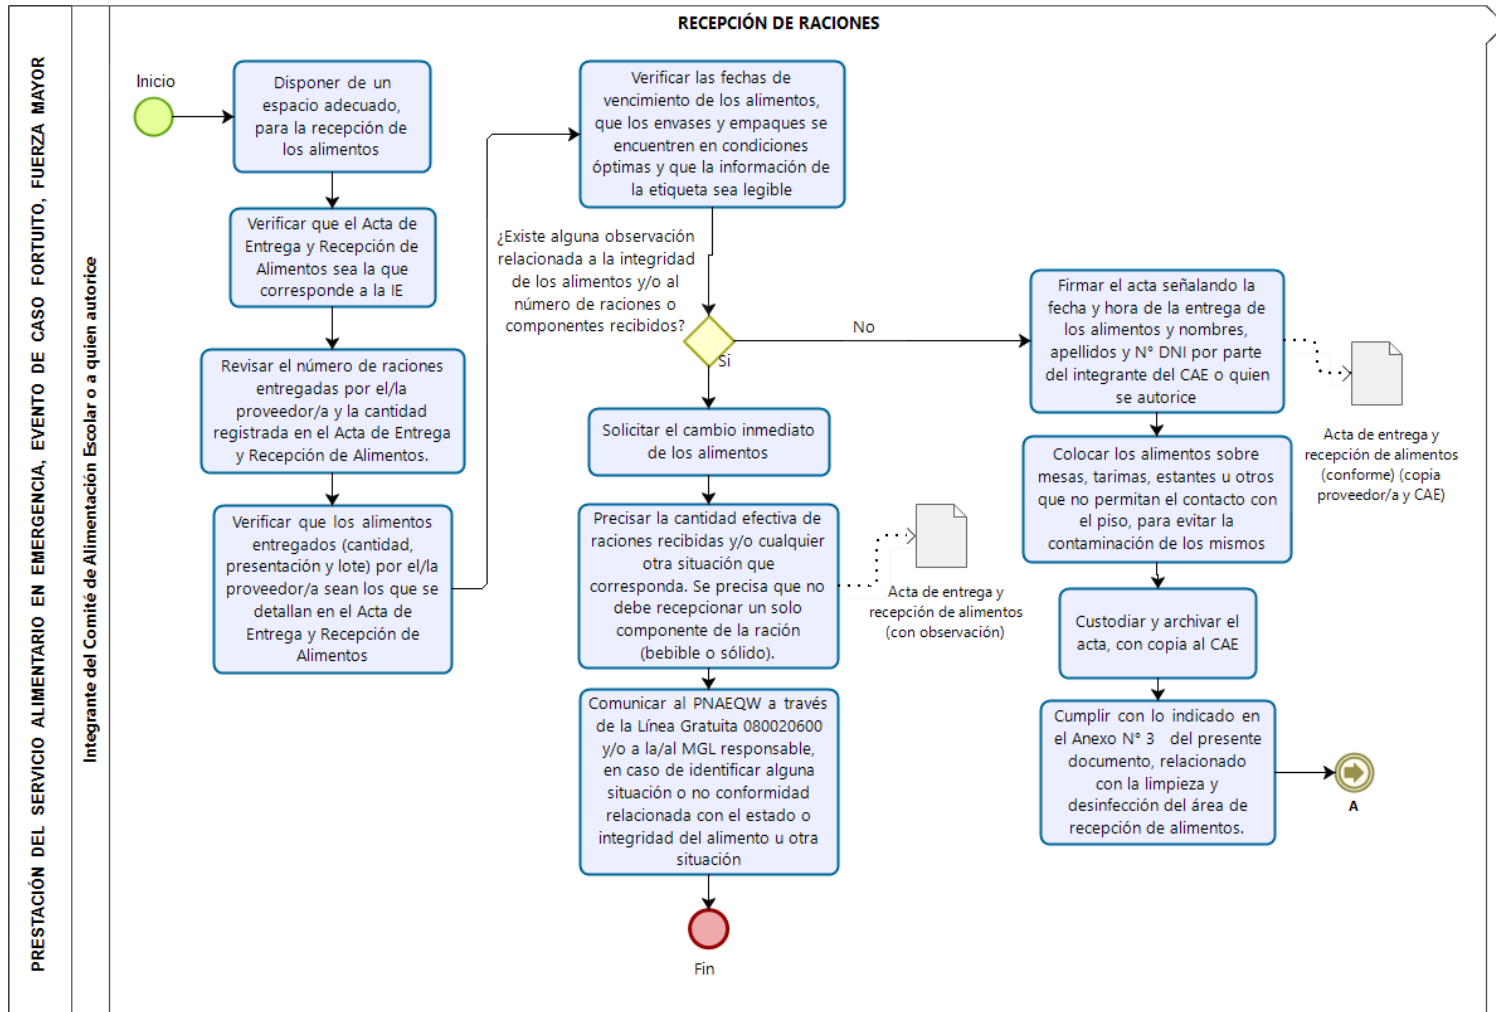 RECEPCIÓN DE RACIONES
PRESTACIÓN DEL SERVICIO ALIMENTARIO EN EMERGENCIA, EVENTO DE CASO FORTUITO, FUERZA MAYOR
Integrante del Comité de Alimentación Escolar o a quien autorice
Inicio
Disponer de un
espacio adecuado,
para la recepción de
los alimentos
Verificar que el Acta de
Entrega y Recepción de
Alimentos sea la que
corresponde a la IE
Revisar el número de raciones
entregadas por el/la
proveedor/a y la cantidad
registrada en el Acta de Entrega
y Recepción de Alimentos.
Verificar que los alimentos
entregados (cantidad,
presentación y lote) por el/la
proveedor/a sean los que se
detallan en el Acta de
Entrega y Recepción de
Alimentos
Verificar las fechas de
vencimiento de los alimentos,
que los envases y empaques se
encuentren en condiciones
óptimas y que la información de
la etiqueta sea legible
¿Existe alguna observación
relacionada a la integridad
de los alimentos y/o al
número de raciones o
componentes recibidos?
No
Si
Solicitar el cambio inmediato
de los alimentos
Precisar la cantidad efectiva de
raciones recibidas y/o cualquier
otra situación que
corresponda. Se precisa que no
debe recepcionar un solo
componente de la ración
(bebible o sólido).
Acta de entrega y
recepción de alimentos
(con observación)
Comunicar al PNAEQW a través
de la Línea Gratuita 080020600
y/o a la/al MGL responsable,
en caso de identificar alguna
situación o no conformidad
relacionada con el estado o
integridad del alimento u otra
situación
Fin
Firmar el acta señalando la
fecha y hora de la entrega de
los alimentos y nombres,
apellidos y N° DNI por parte
del integrante del CAE o quien
se autorice
Acta de entrega y
recepción de alimentos
(conforme) (copia
proveedor/a y CAE)
Colocar los alimentos sobre
mesas, tarimas, estantes u otros
que no permitan el contacto con
el piso, para evitar la
contaminación de los mismos
Custodiar y archivar el
acta, con copia al CAE
Cumplir con lo indicado en
el Anexo N° 3 del presente
documento, relacionado
con la limpieza y
desinfección del área de
recepción de alimentos.
A